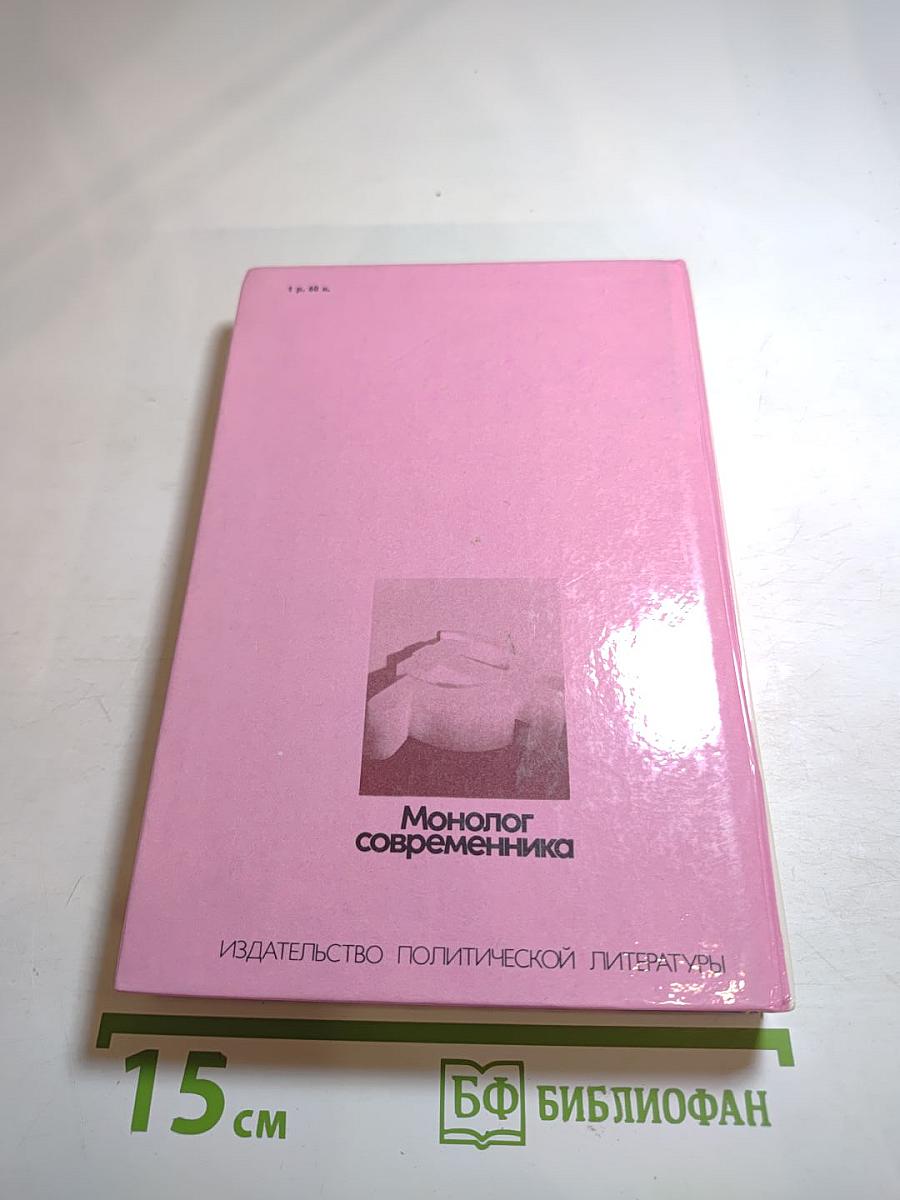 1 р. 60 к.
Монолог
современника
ИЗДАТЕЛЬСТВО ПОЛИТИЧЕСКОЙ ЛИТЕРАТУРЫ
15 см
БФ БИБЛИОФАН